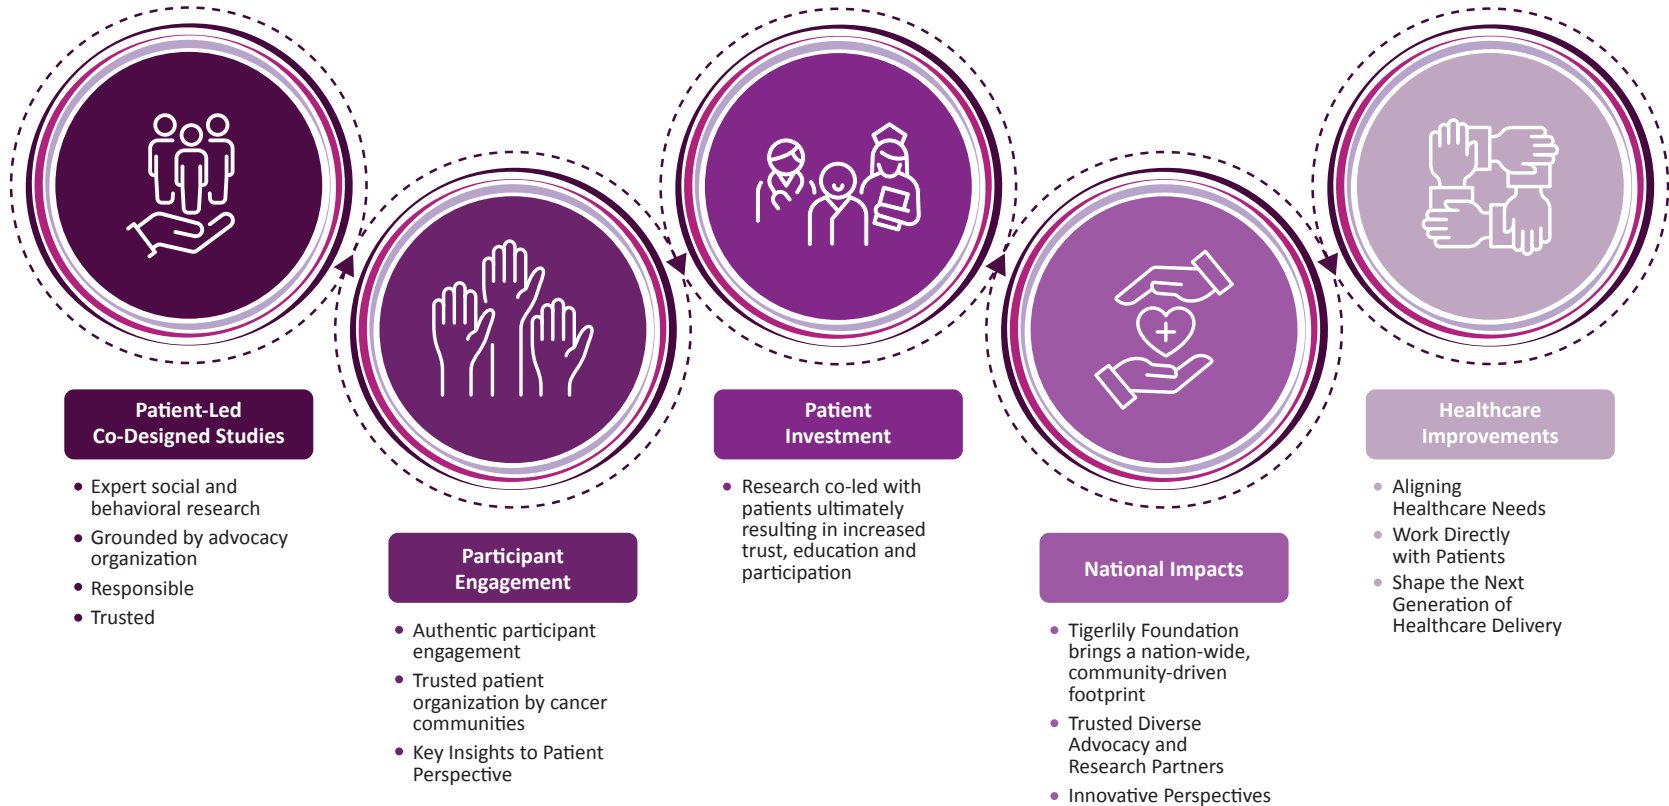 Patient-Led
Co-Designed Studies
Expert social and
behavioral research
Grounded by advocacy
organization
Responsible
Trusted
Participant
Engagement
Authentic participant
engagement
Trusted patient
organization by cancer
communities
Key Insights to Patient
Perspective
Patient
Investment
Research co-led with
patients ultimately
resulting in increased
trust, education and
participation
National Impacts
Tigerlily Foundation
brings a nation-wide,
community-driven
footprint
Trusted Diverse
Advocacy and
Research Partners
Innovative Perspectives
Healthcare
Improvements
Aligning
Healthcare Needs
Work Directly
with Patients
Shape the Next
Generation of
Healthcare Delivery